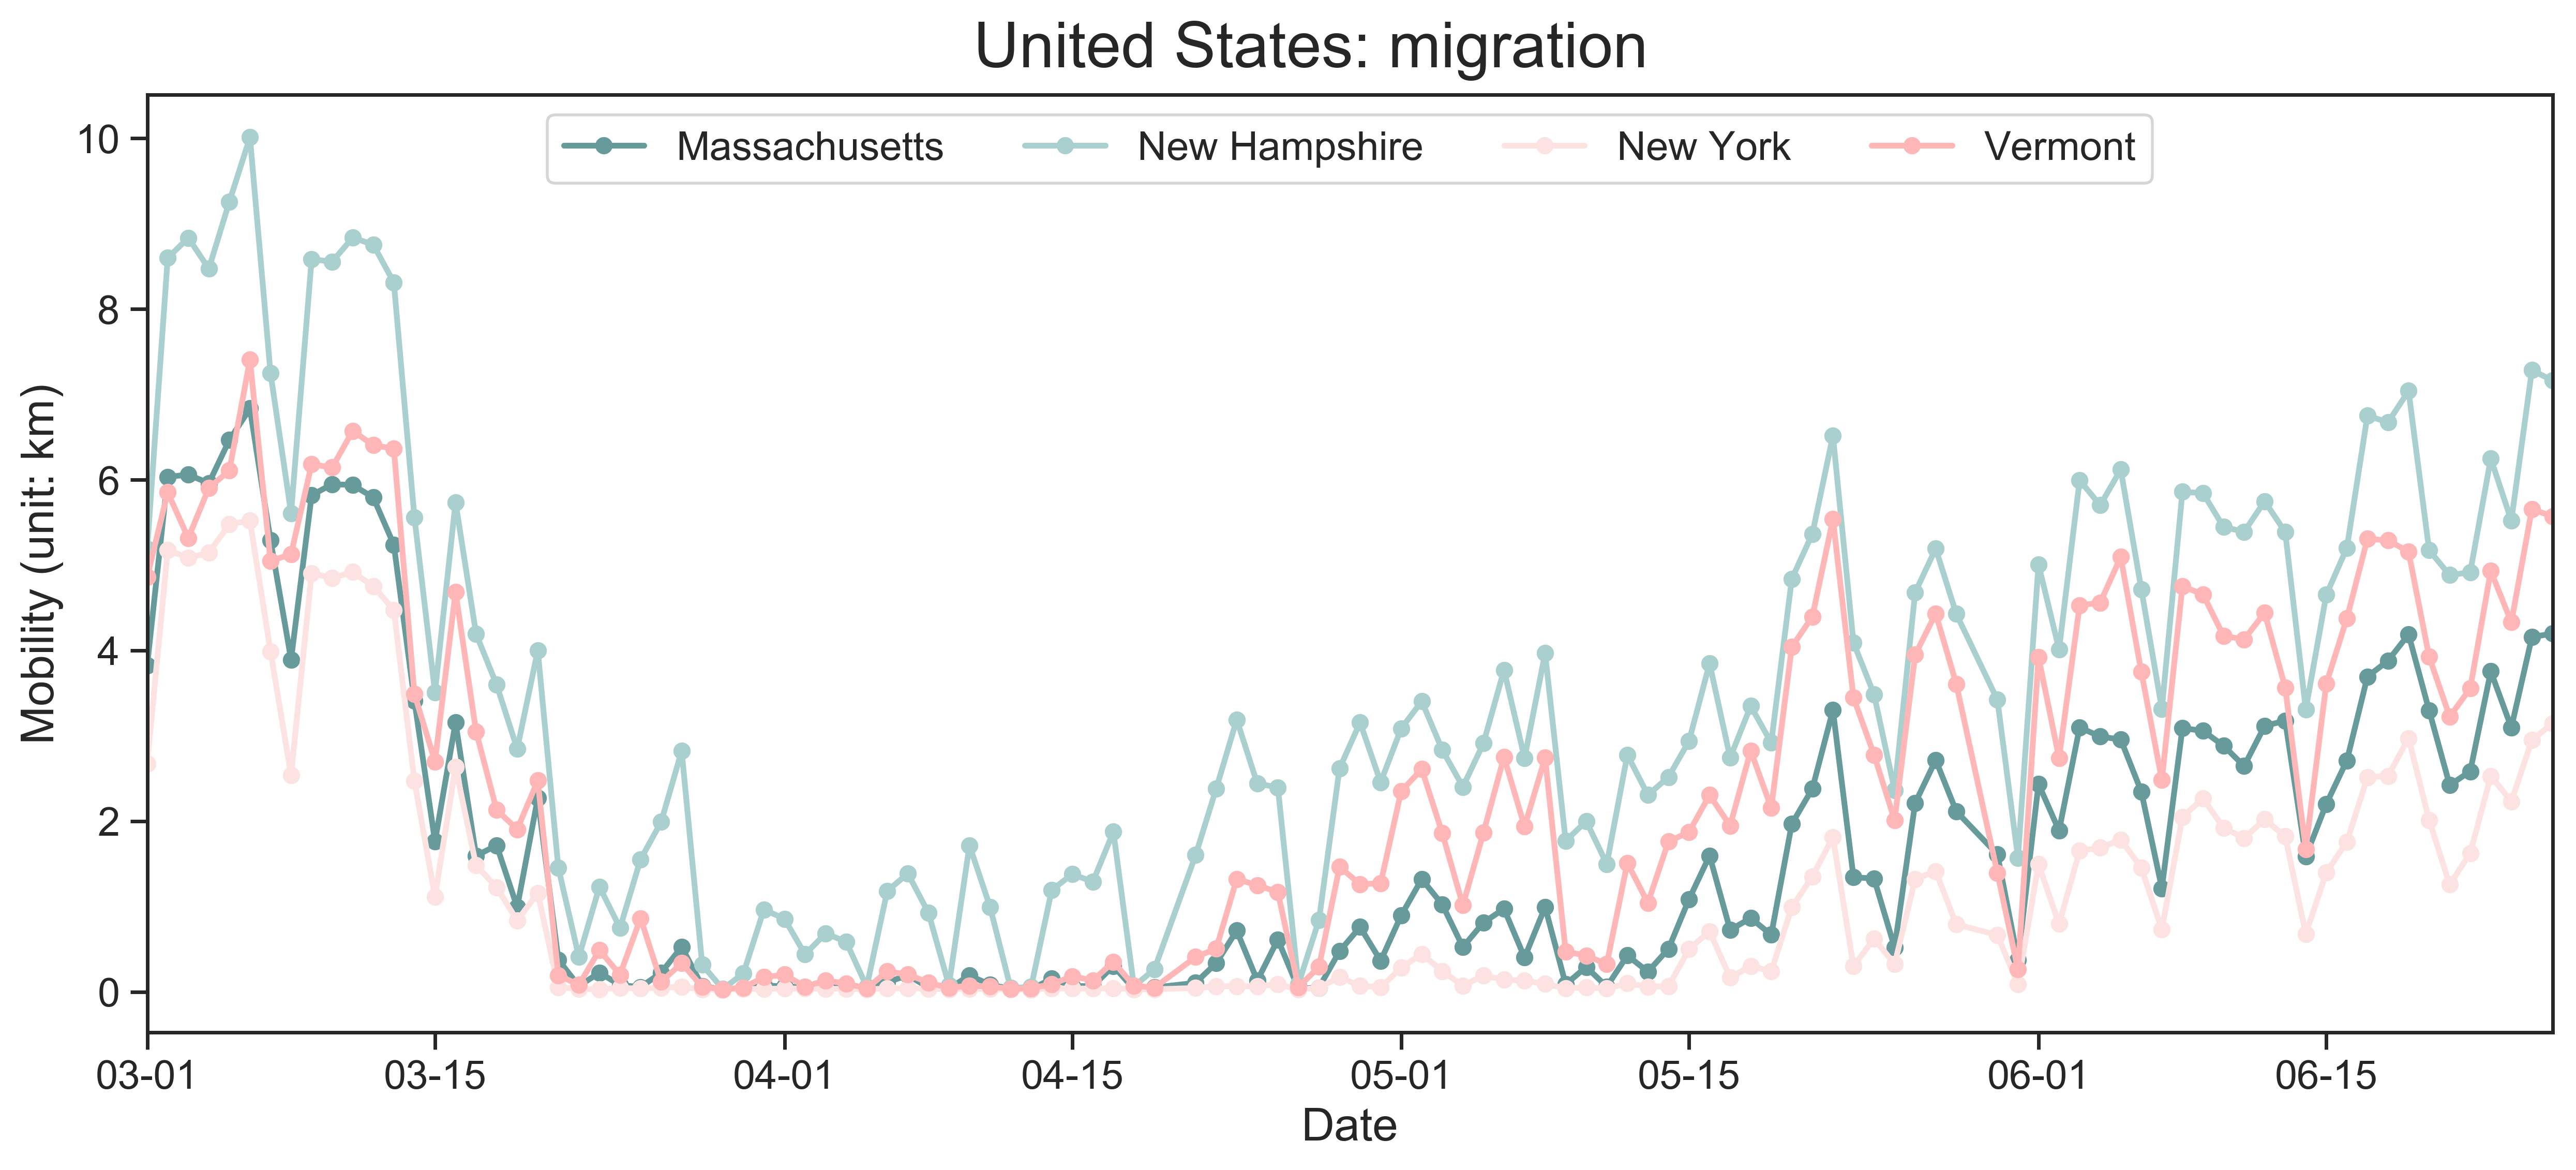 United States: migration
Massachusetts New Hampshire New York Vermont
Mobility (unit: km)
10
8
6
4
2
0
03-01 03-15 04-01 04-15 05-01 05-15 06-01 06-15
Date